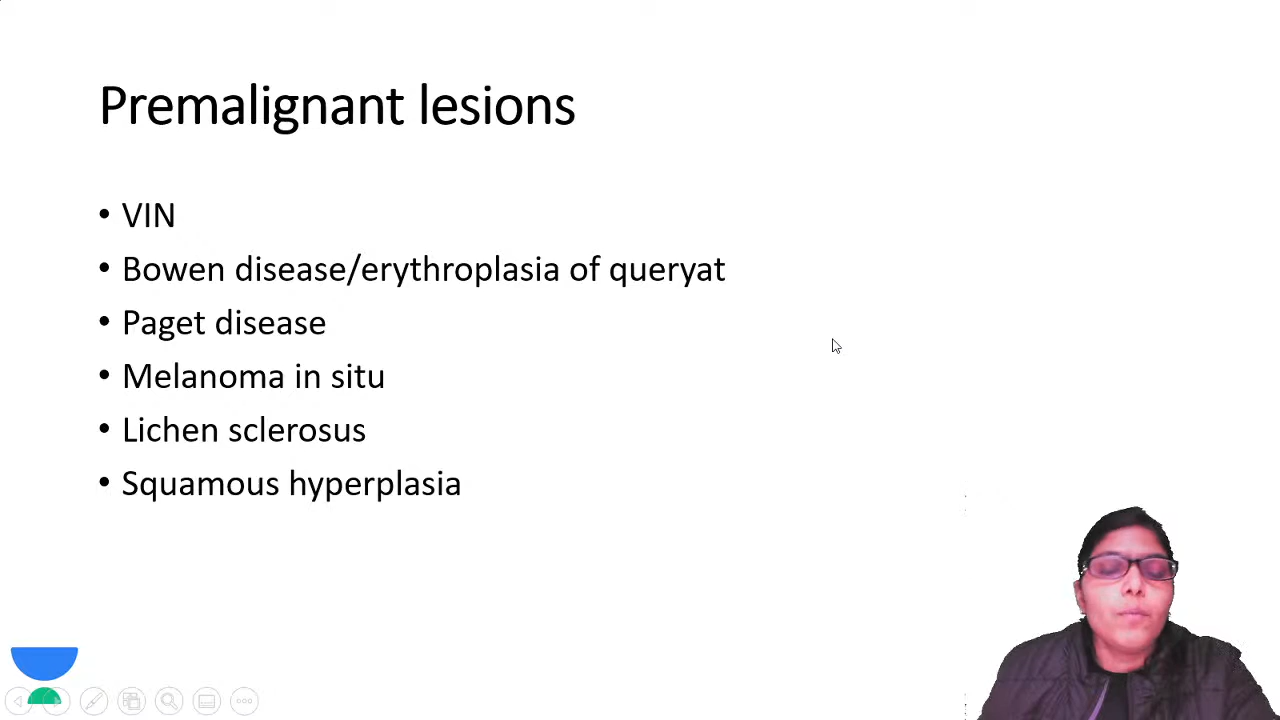 Premalignant lesions
• VIN
• Bowen disease/erythroplasia of queryat
• Paget disease
• Melanoma in situ
• Lichen sclerosus
• Squamous hyperplasia